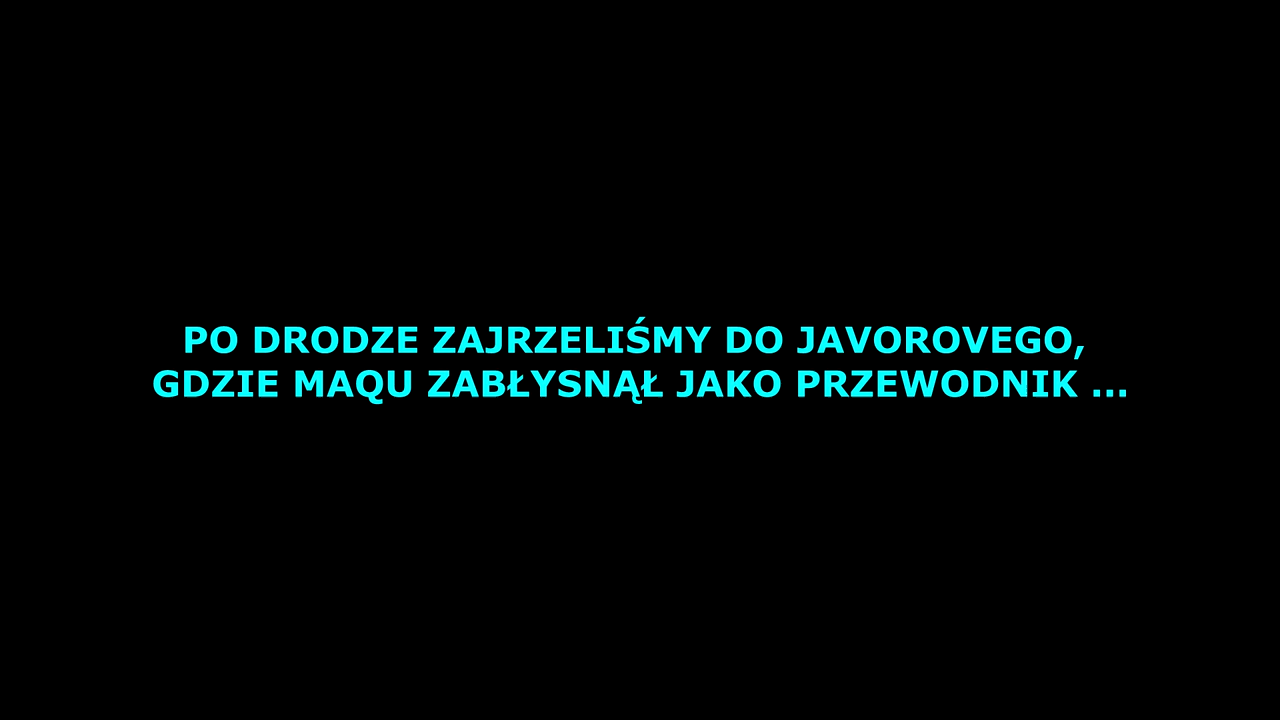 PO DRODZE ZAJRZELIŚMY DO JAVOROVEGO,
GDZIE MAQU ZABŁYSNĄŁ JAKO PRZEWODNIK ...